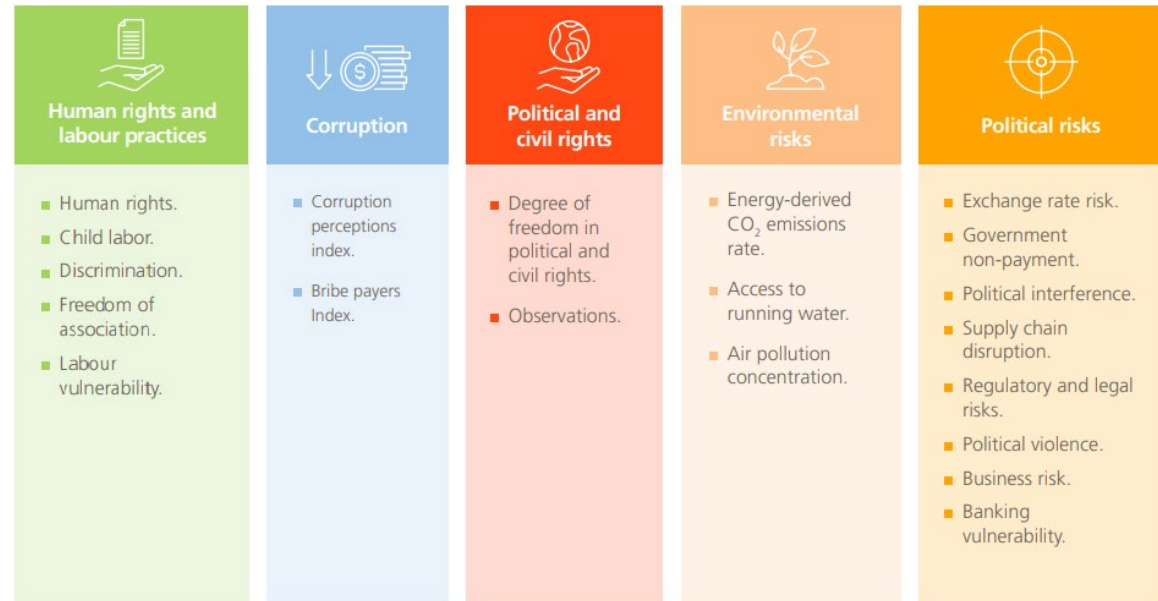 Human rights and
labour practices
■ Human rights.
■ Child labor.
■ Discrimination.
■ Freedom of
association.
■ Labour
vulnerability.
Corruption
■ Corruption
perceptions
index.
■ Bribe payers
Index.
Political and
civil rights
■ Degree of
freedom in
political and
civil rights.
■ Observations.
Environmental
risks
■ Energy-derived
CO₂ emissions
rate.
■ Access to
running water.
■ Air pollution
concentration.
Political risks
■ Exchange rate risk.
■ Government
non-payment.
■ Political interference.
■ Supply chain
disruption.
■ Regulatory and legal
risks.
■ Political violence.
■ Business risk.
■ Banking
vulnerability.